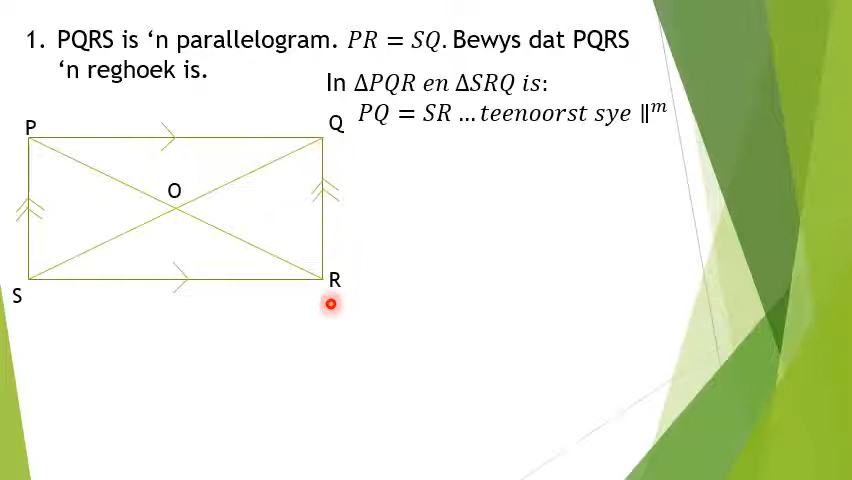 1. PQRS is ‘n parallelogram. 𝑃𝑅 = 𝑆𝑄. Bewys dat PQRS
‘n reghoek is.
In Δ𝑃𝑄𝑅 𝑒𝑛 Δ𝑆𝑅𝑄 𝑖𝑠:
𝑃𝑄 = 𝑆𝑅 … 𝑡𝑒𝑒𝑛𝑜𝑜𝑟𝑠𝑡 𝑠𝑦𝑒 ∥ᵐ
P
Q
O
S
R